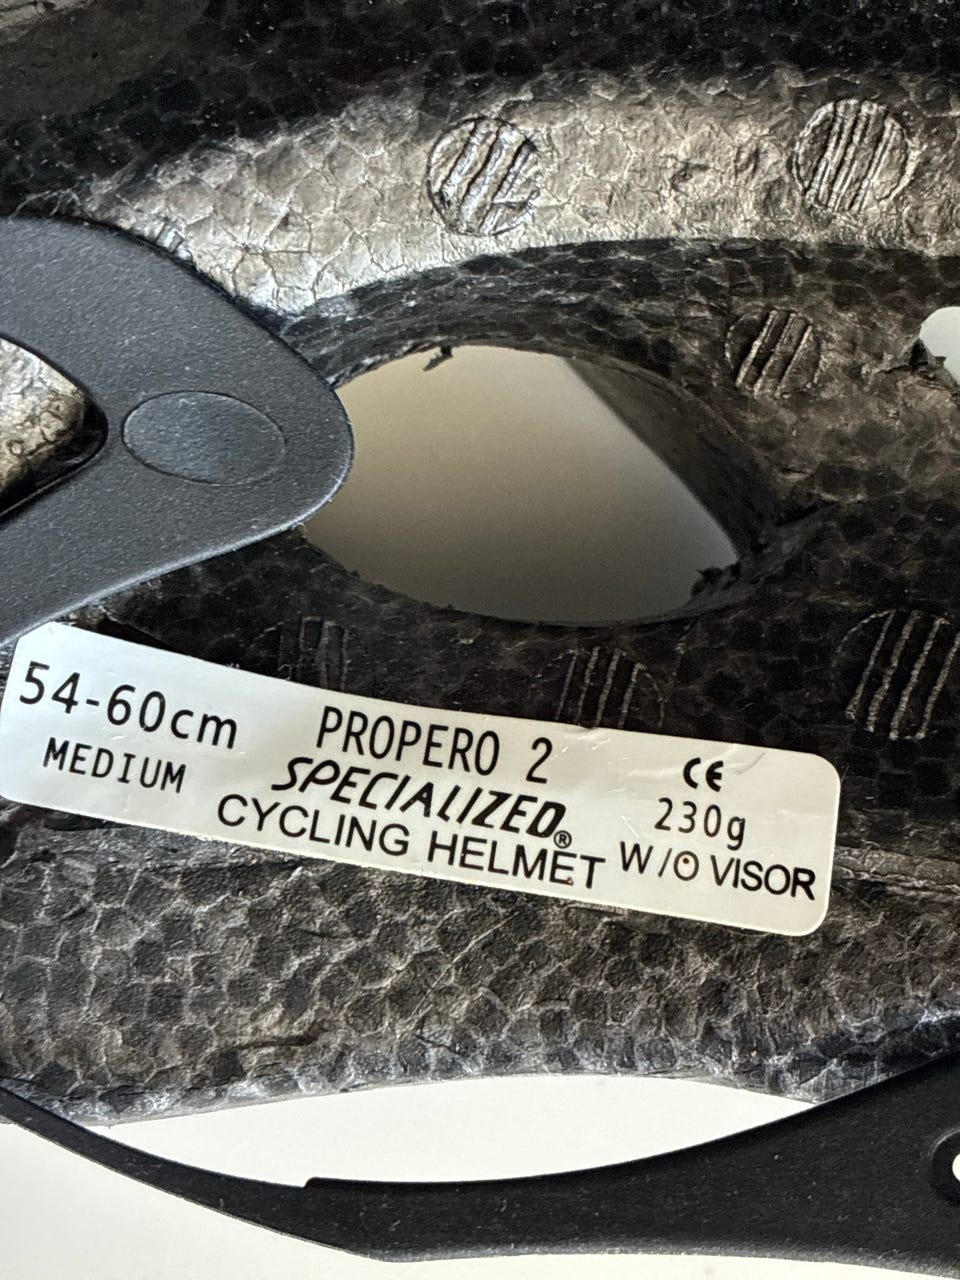 54-60cm
MEDIUM
PROPERO 2
SPECIALIZED®
CYCLING HELMET
CE
230g
W/O VISOR